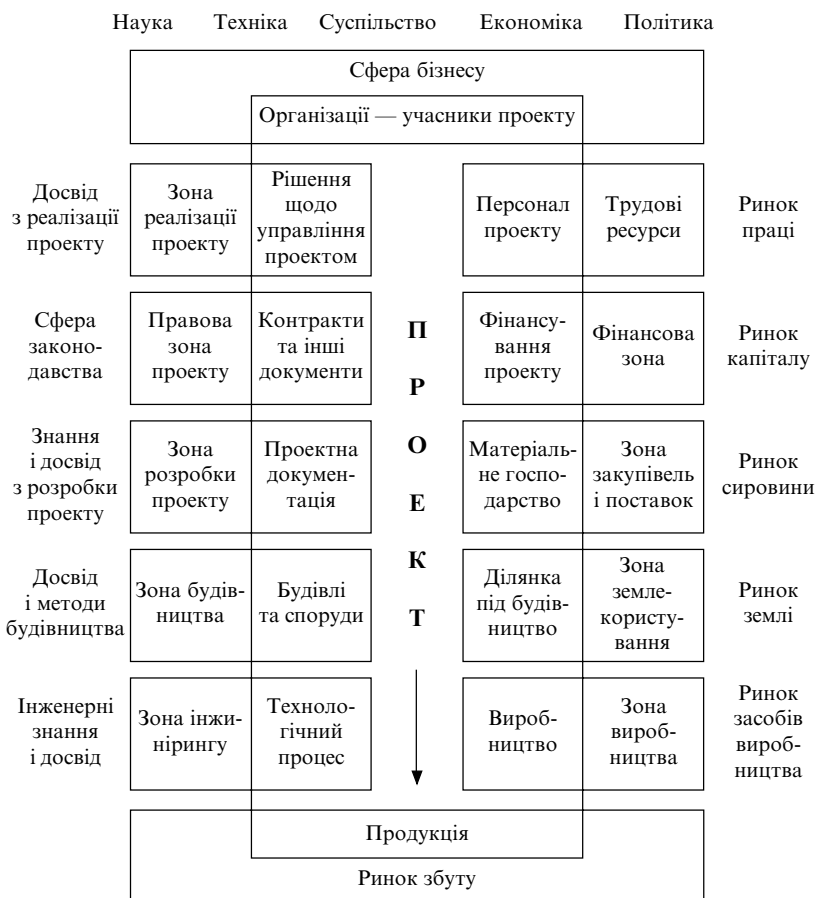 Наука Техніка Суспільство Економіка Політика
Сфера бізнесу
Організації — учасники проекту
Досвід
з реалізації
проекту
Зона
реалізації
проекту
Рішення
щодо
управління
проектом
Персонал
проекту
Трудові
ресурси
Ринок
праці
Сфера
законо-
давства
Правова
зона
проекту
Контракти
та інші
документи
Фінансу-
вання
проекту
Фінансова
зона
Ринок
капіталу
Знання
і досвід
з розробки
проекту
Зона
розробки
проекту
Проектна
докумен-
тація
Матеріаль-
не госпо-
дарство
Зона
закупівель
і поставок
Ринок
сировини
Досвід
і методи
будівництва
Зона будів-
ництва
Будівлі
та споруди
Ділянка
під будів-
ництво
Зона
земле-
користу-
вання
Ринок
землі
Інженерні
знання
і досвід
Зона інжи-
нірингу
Техноло-
гічний
процес
Вироб-
ництво
Зона
вироб-
ництва
Ринок
засобів
вироб-
ництва
П
Р
О
Е
К
Т
Продукція
Ринок збуту